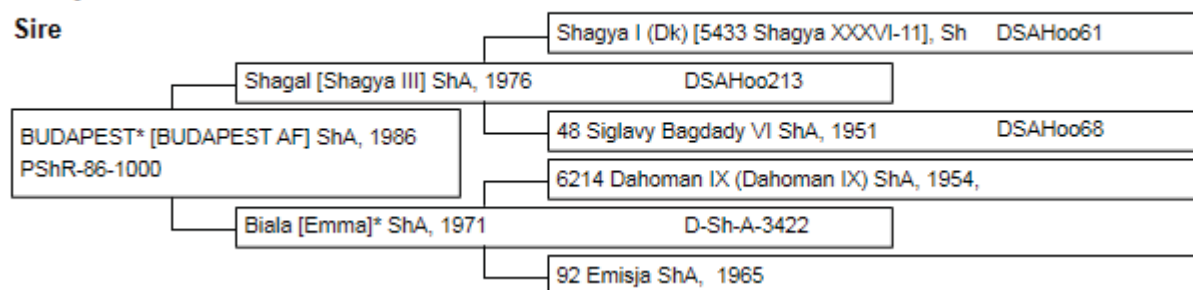 Sire
Shagya I (Dk) [5433 Shagya XXXVI-11], Sh DSAHoo61
Shagal [Shagya III] ShA, 1976 DSAHoo213
48 Siglavy Bagdady VI ShA, 1951 DSAHoo68
BUDAPEST* [BUDAPEST AF] ShA, 1986
PShR-86-1000
6214 Dahoman IX (Dahoman IX) ShA, 1954,
Biala [Emma]* ShA, 1971 D-Sh-A-3422
92 Emisja ShA, 1965